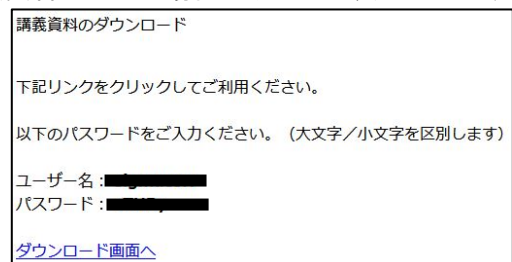 講義資料のダウンロード
下記リンクをクリックしてご利用ください。
以下のパスワードをご入力ください。（大文字／小文字を区別します）
ユーザー名：
パスワード：
ダウンロード画面へ